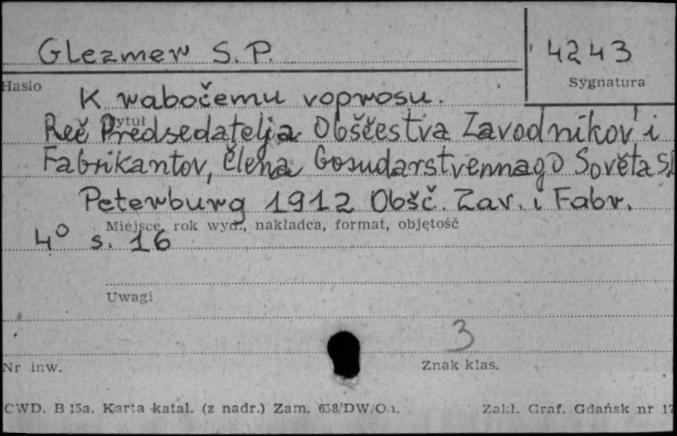 Glezmer S. P. 4243
Hasło Sygnatura
K rabočemu voprosu.
Tytuł
Reč Predsedatelja Obščestva Zavodnikov i
Fabrikantov, člena Gosudarstvennago Sověta S.
Peterburg 1912 Obšč. Zav. i Fabr.
Miejsce, rok wyd., nakładca, format, objętość
4° s. 16
Uwagi
3
Nr inw. Znak klas.
CWD. B 15a. Karta katal. (z nadr.) Zam. 658/DW/O. Zakł. Graf. Gdańsk nr 17